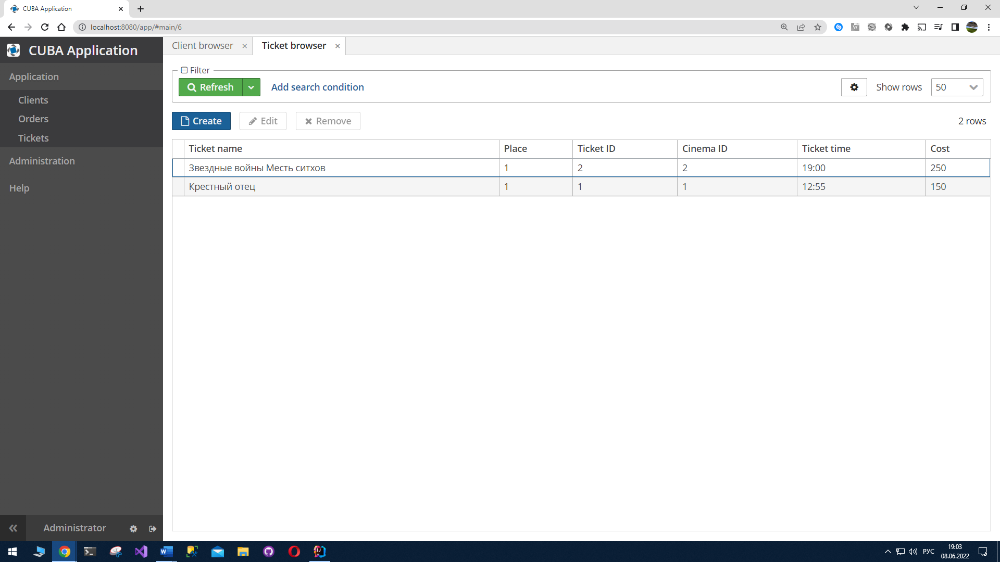 CUBA Application
localhost:8080/app/#main/6
CUBA Application
Client browser
Ticket browser
Application
Clients
Orders
Tickets
Administration
Help
Filter
Refresh
Add search condition
Show rows
50
Create
Edit
Remove
2 rows
Ticket name Place Ticket ID Cinema ID Ticket time Cost
Звездные войны Месть ситхов 1 2 2 19:00 250
Крестный отец 1 1 1 12:55 150
Administrator
РУС
19:03
08.06.2022